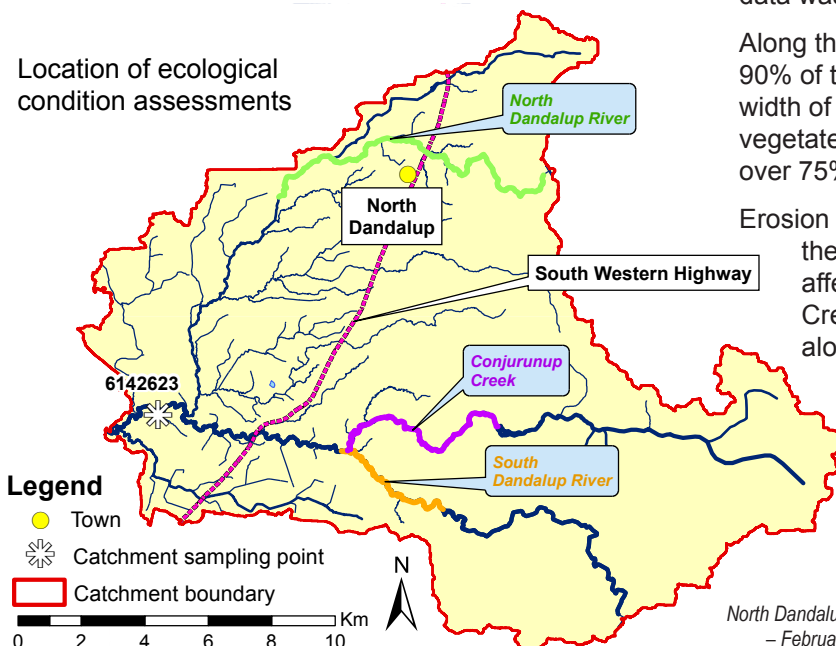 Location of ecological
condition assessments
North
Dandalup River
North
Dandalup
South Western Highway
Conjurunup
Creek
6142623
South
Dandalup River
Legend
Town
Catchment sampling point
Catchment boundary
N
Km
0 2 4 6 8 10
data was
Along th
90% of t
width of
vegetate
over 75%
Erosion
the
affe
Cre
alo
North Dandalu
– Februa